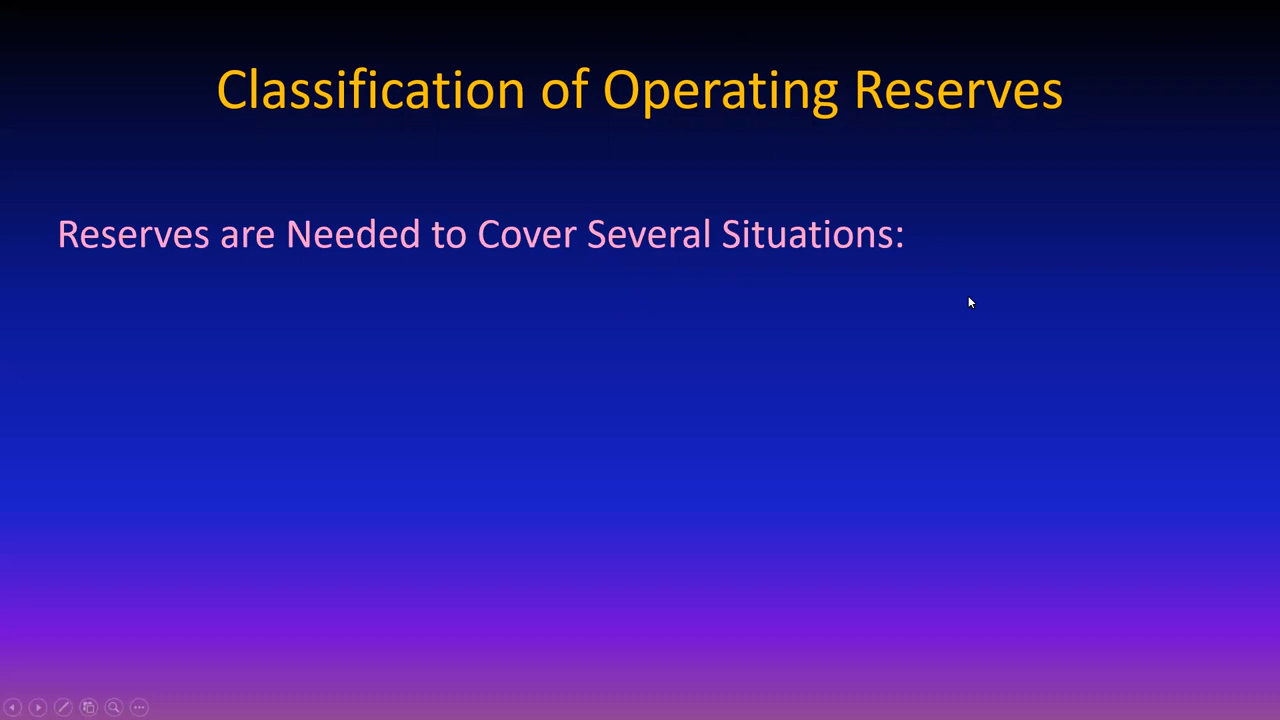 Classification of Operating Reserves
Reserves are Needed to Cover Several Situations: